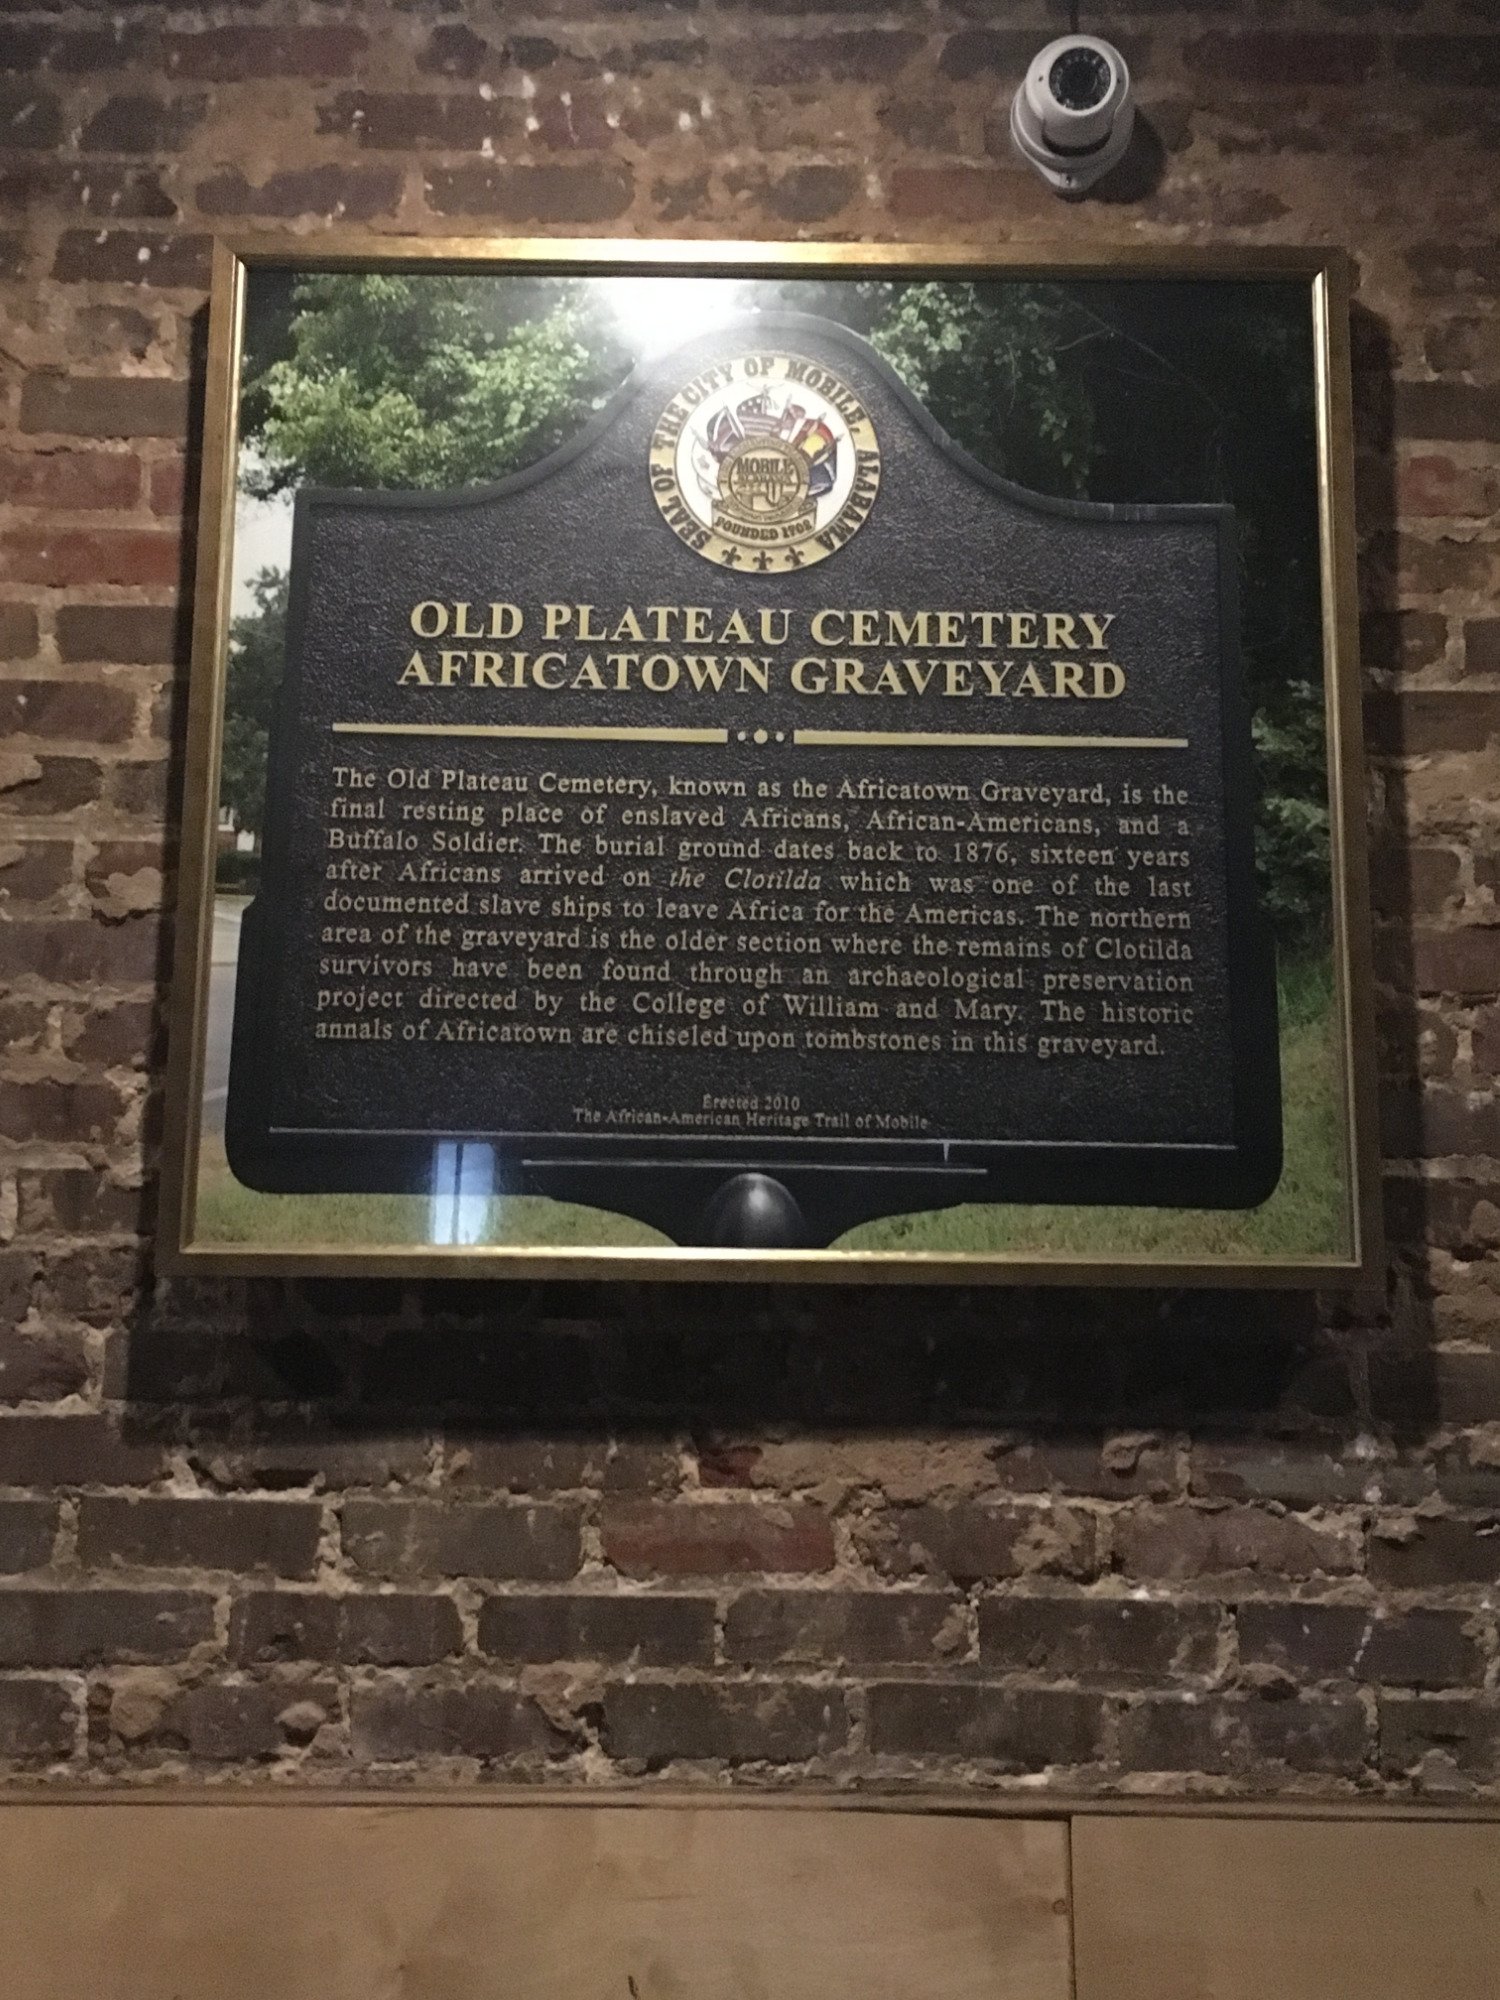 SEAL OF THE CITY OF MOBILE, ALABAMA
MOBILE
FOUNDED 1702
OLD PLATEAU CEMETERY
AFRICATOWN GRAVEYARD
The Old Plateau Cemetery, known as the Africatown Graveyard, is the
final resting place of enslaved Africans, African-Americans, and a
Buffalo Soldier. The burial ground dates back to 1876, sixteen years
after Africans arrived on the Clotilda which was one of the last
documented slave ships to leave Africa for the Americas. The northern
area of the graveyard is the older section where the remains of Clotilda
survivors have been found through an archaeological preservation
project directed by the College of William and Mary. The historic
annals of Africatown are chiseled upon tombstones in this graveyard.
Erected 2010
The African-American Heritage Trail of Mobile